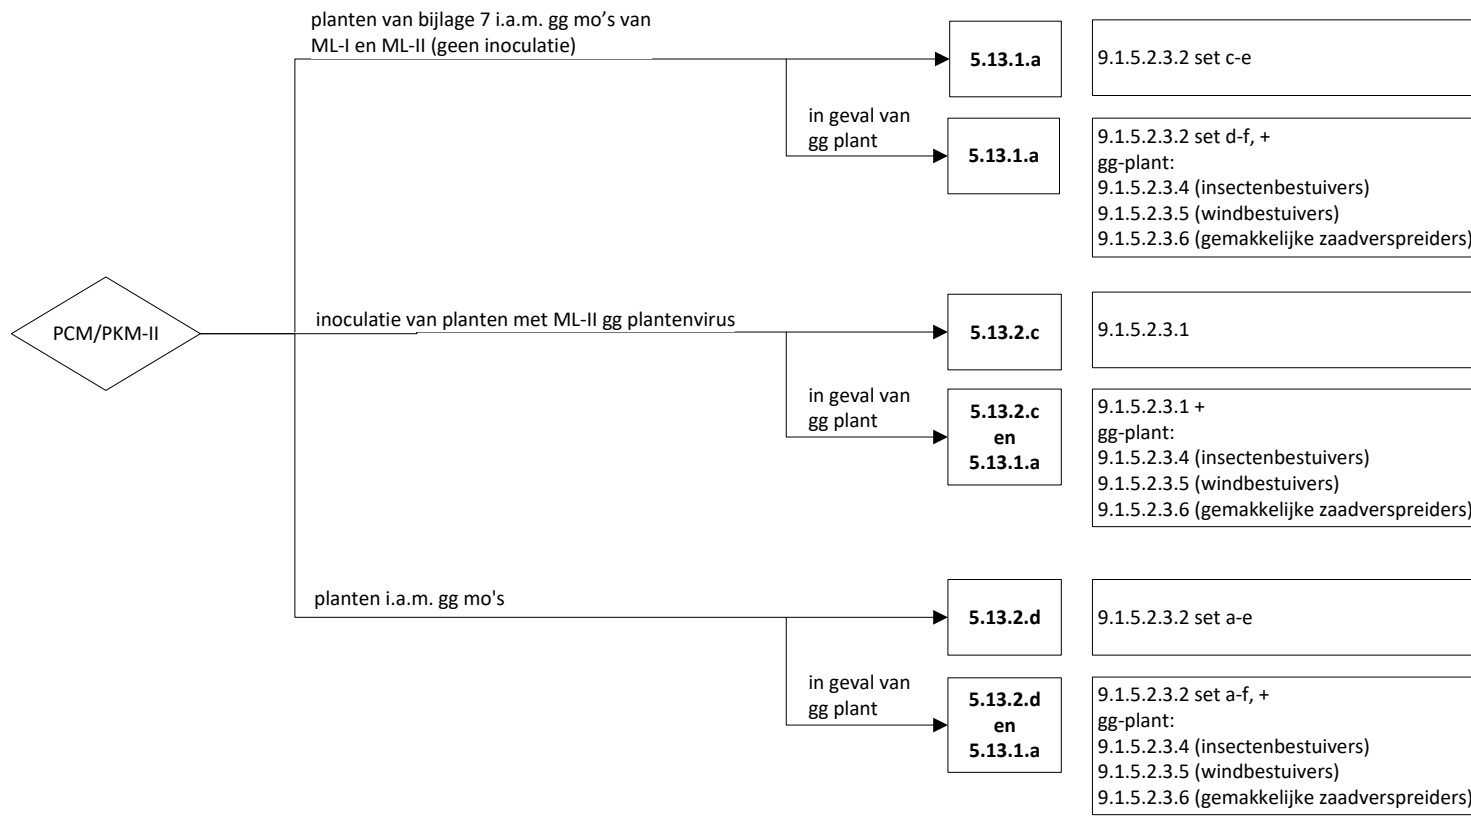 planten van bijlage 7 i.a.m. gg mo’s van
ML-I en ML-II (geen inoculatie)
5.13.1.a
9.1.5.2.3.2 set c-e
in geval van
gg plant
5.13.1.a
9.1.5.2.3.2 set d-f, +
gg-plant:
9.1.5.2.3.4 (insectenbestuivers)
9.1.5.2.3.5 (windbestuivers)
9.1.5.2.3.6 (gemakkelijke zaadverspreiders)
PCM/PKM-II
inoculatie van planten met ML-II gg plantenvirus
5.13.2.c
9.1.5.2.3.1
in geval van
gg plant
5.13.2.c
en
5.13.1.a
9.1.5.2.3.1 +
gg-plant:
9.1.5.2.3.4 (insectenbestuivers)
9.1.5.2.3.5 (windbestuivers)
9.1.5.2.3.6 (gemakkelijke zaadverspreiders)
planten i.a.m. gg mo's
5.13.2.d
9.1.5.2.3.2 set a-e
in geval van
gg plant
5.13.2.d
en
5.13.1.a
9.1.5.2.3.2 set a-f, +
gg-plant:
9.1.5.2.3.4 (insectenbestuivers)
9.1.5.2.3.5 (windbestuivers)
9.1.5.2.3.6 (gemakkelijke zaadverspreiders)